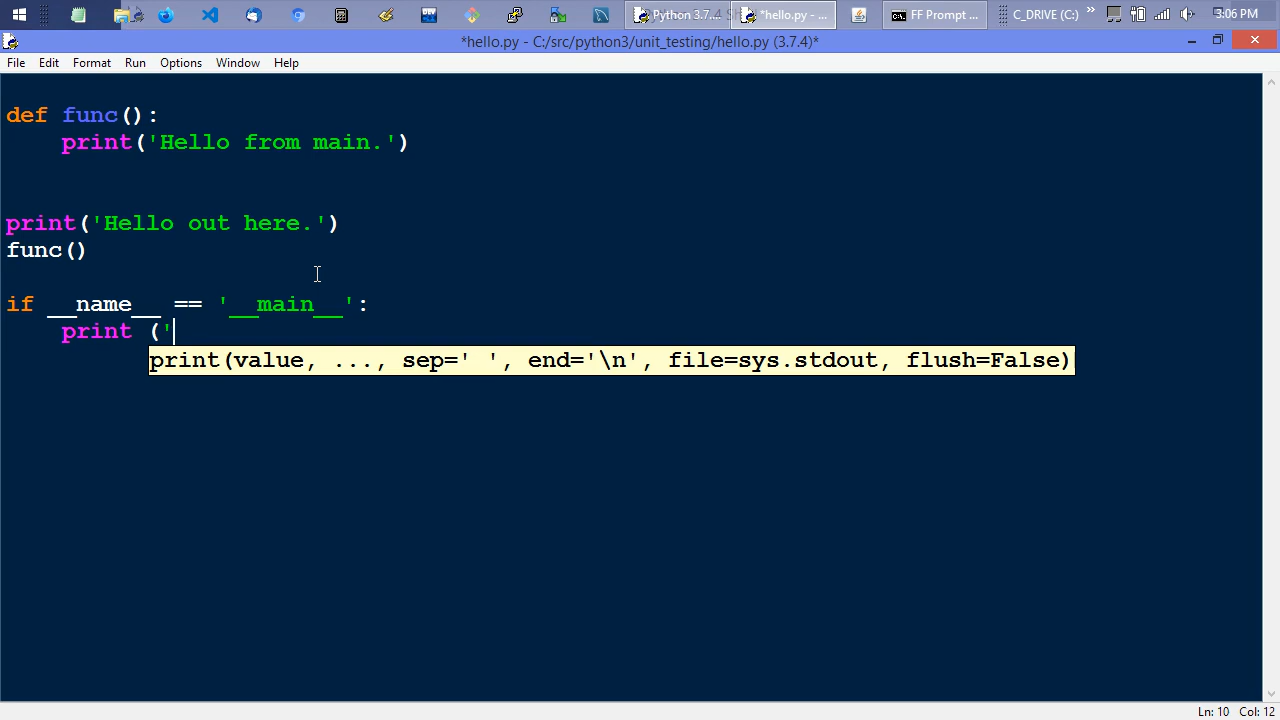 Python 3.7....
*hello.py - ...
FF Prompt ...
C_DRIVE (C:)
»
3:06 PM
*hello.py - C:/src/python3/unit_testing/hello.py (3.7.4)*
File Edit Format Run Options Window Help
def func():
    print('Hello from main.')
print('Hello out here.')
func()
if __name__ == '__main__':
    print ('
print(value, ..., sep=' ', end='\n', file=sys.stdout, flush=False)
Ln: 10 Col: 12